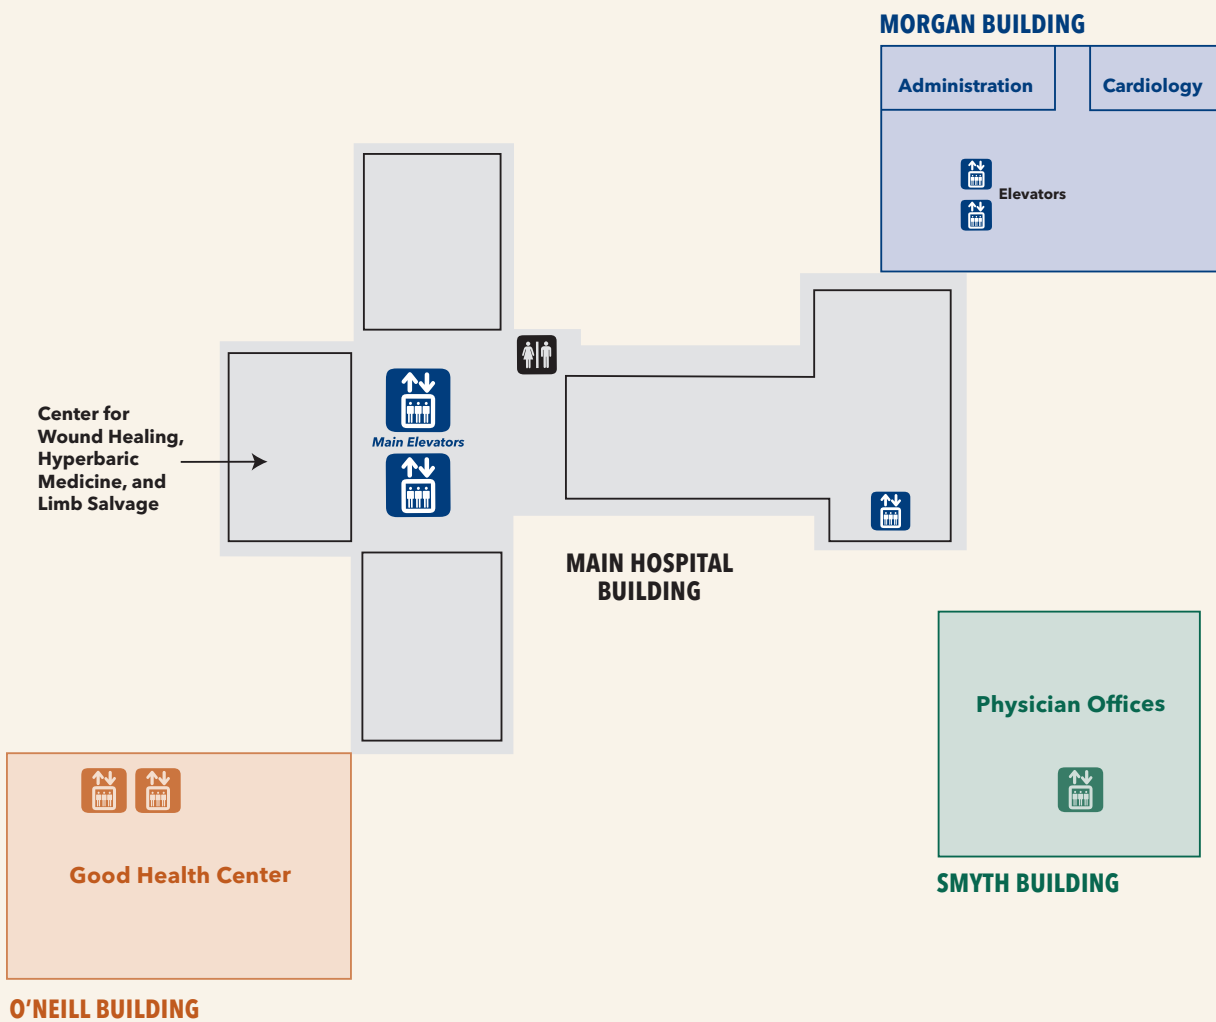 MORGAN BUILDING
Administration
Cardiology
Elevators
Center for
Wound Healing,
Hyperbaric
Medicine, and
Limb Salvage
Main Elevators
MAIN HOSPITAL
BUILDING
Physician Offices
SMYTH BUILDING
Good Health Center
O’NEILL BUILDING